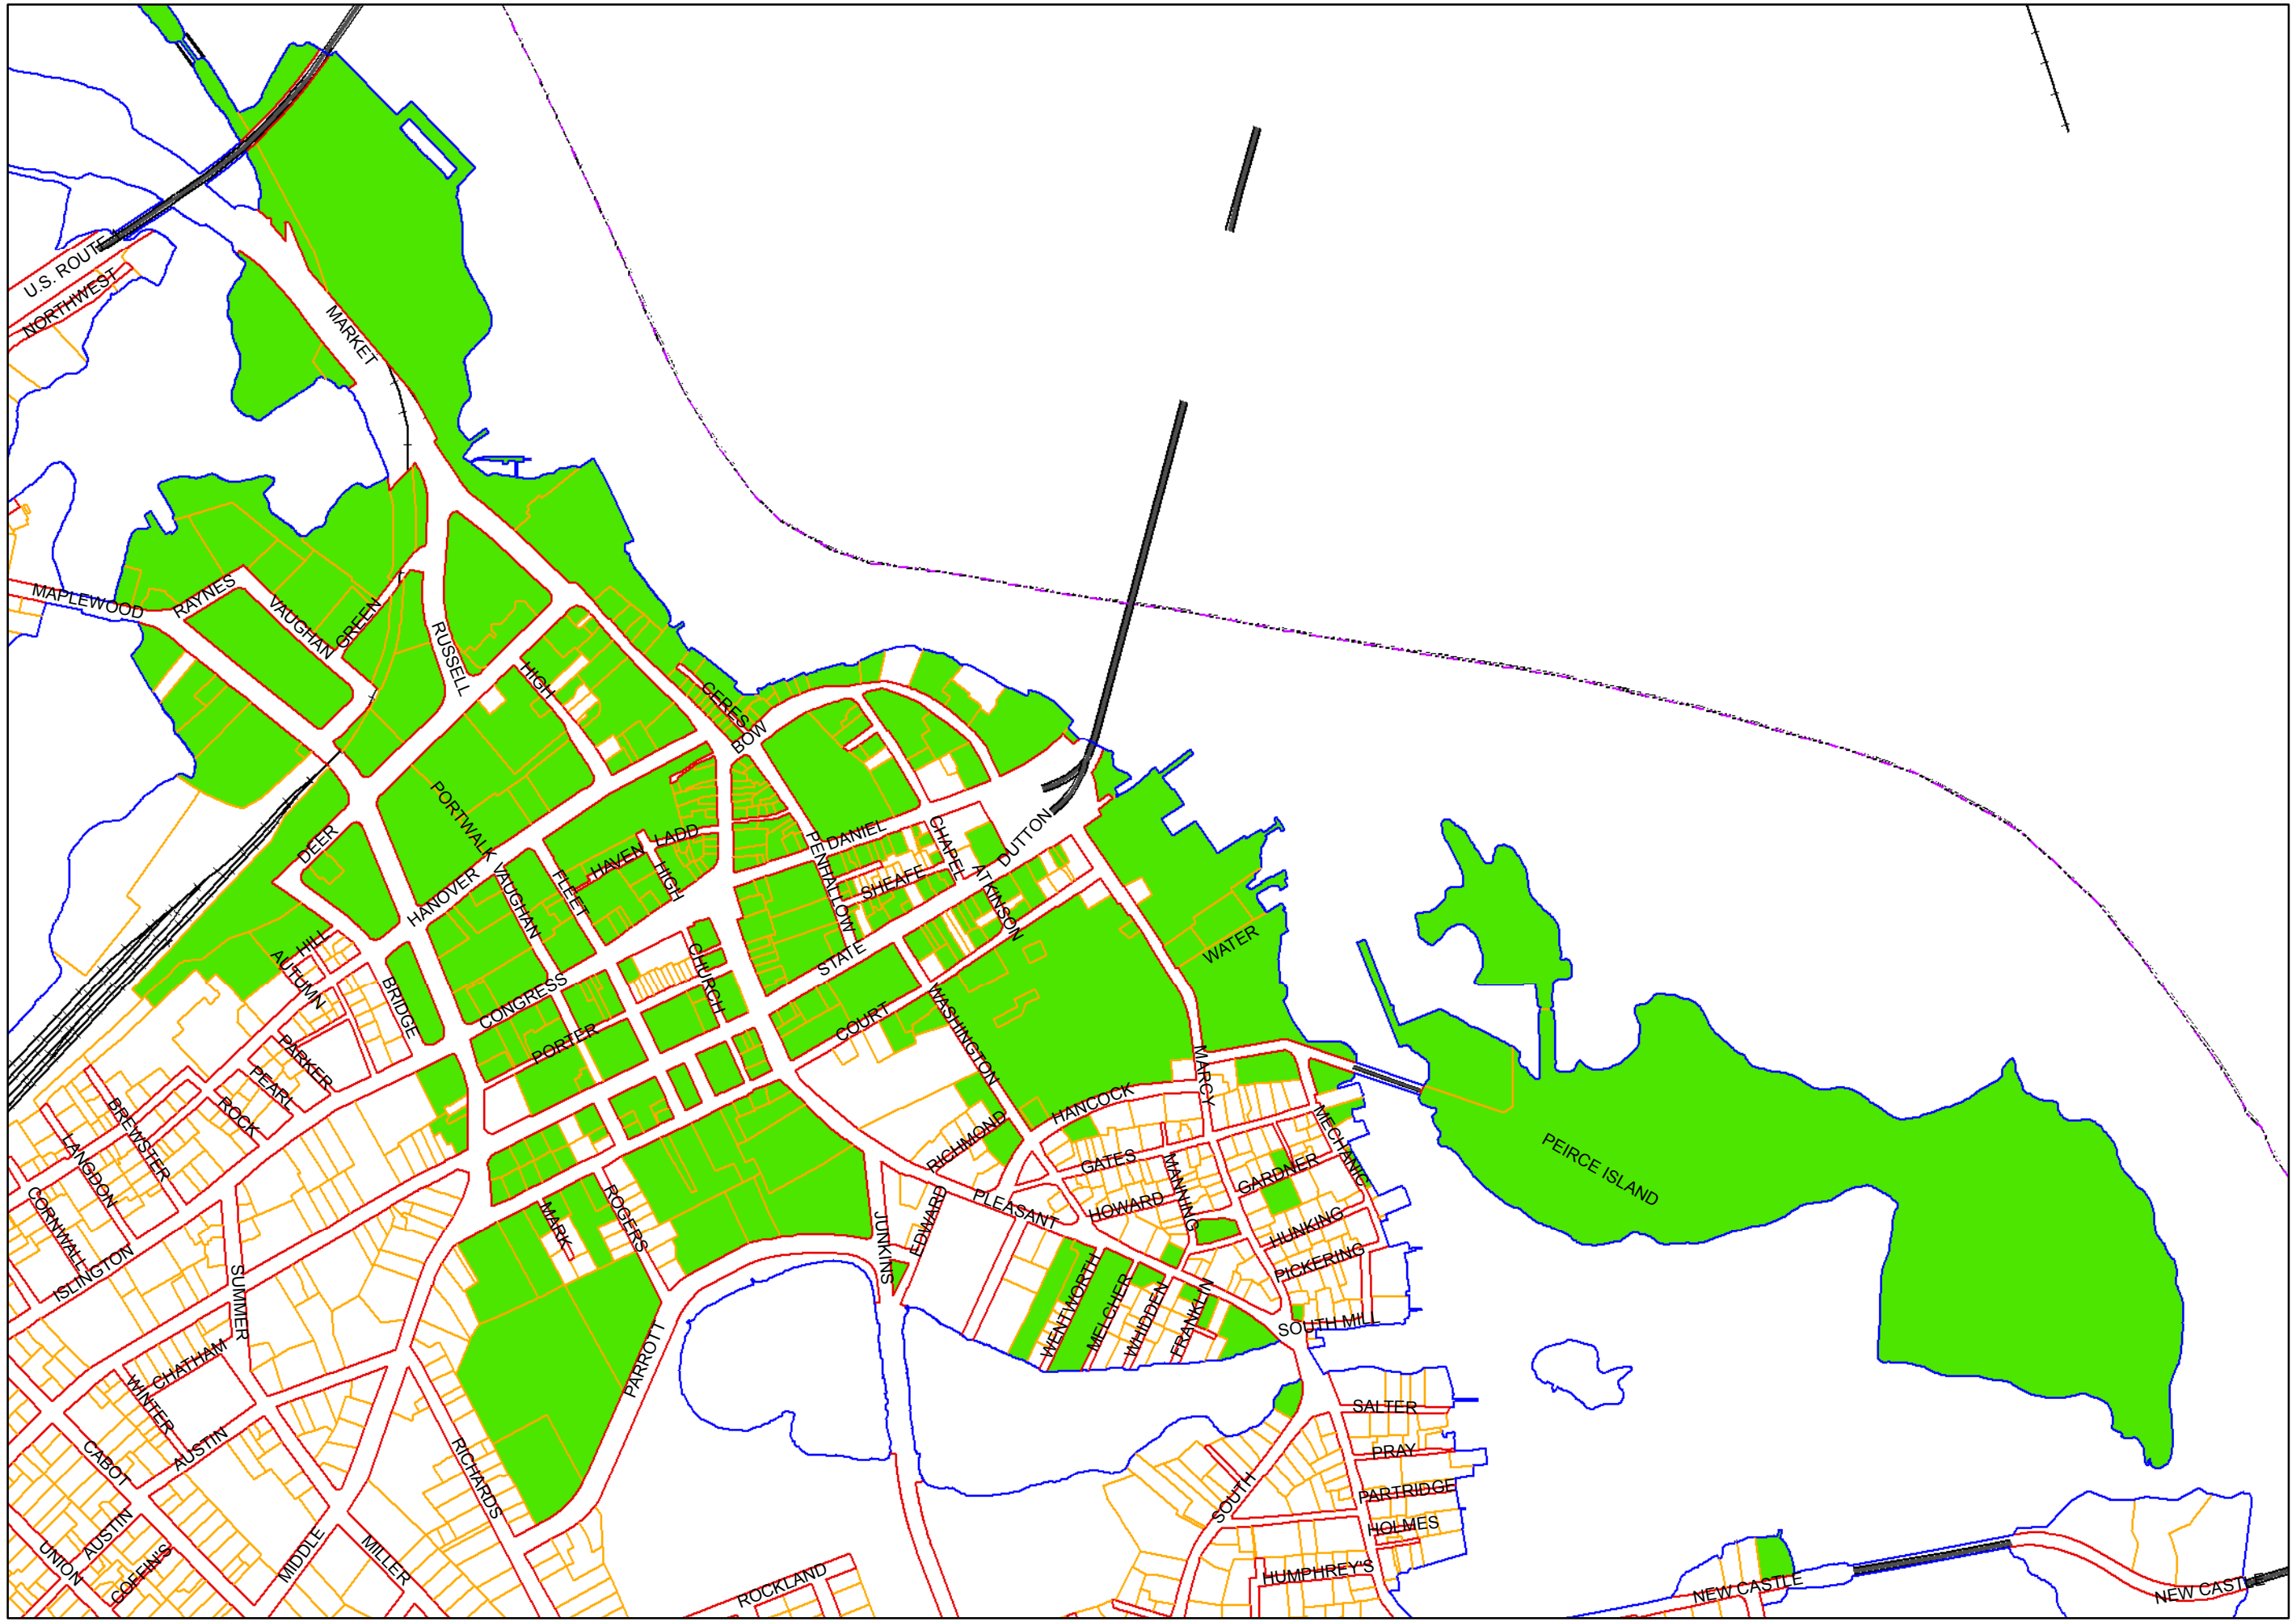 U.S. ROUTE
NORTHWEST
MARKET
MAPLEWOOD
RAYNES
VAUGHAN
GREEN
RUSSELL
HIGH
CERES
BOW
PORTWALK
DEER
HANOVER
VAUGHAN
FLEET
HAVEN
LADD
HIGH
PENHALLOW
DANIEL
CHAPEL
SHEAFE
ATKINSON
DUTTON
WATER
HILL
AUTUMN
BRIDGE
CONGRESS
PORTER
CHURCH
STATE
COURT
WASHINGTON
PARKER
PEARL
ROCK
BREWSTER
LANGDON
CORNWALL
ISLINGTON
SUMMER
CHATHAM
WINTER
AUSTIN
CABOT
AUSTIN
UNION
COFFIN'S
MIDDLE
MILLER
RICHARDS
PARROTT
MARK
ROGERS
JUNKINS
EDWARD
RICHMOND
HANCOCK
MARCY
MECHANIC
GATES
MANNING
GARDNER
HOWARD
PLEASANT
HUNKING
PICKERING
WENTWORTH
MELCHER
WHIDDEN
FRANKLIN
SOUTH MILL
PEIRCE ISLAND
SALTER
PRAY
PARTRIDGE
HOLMES
HUMPHREY'S
SOUTH
ROCKLAND
NEW CASTLE
NEW CASTLE